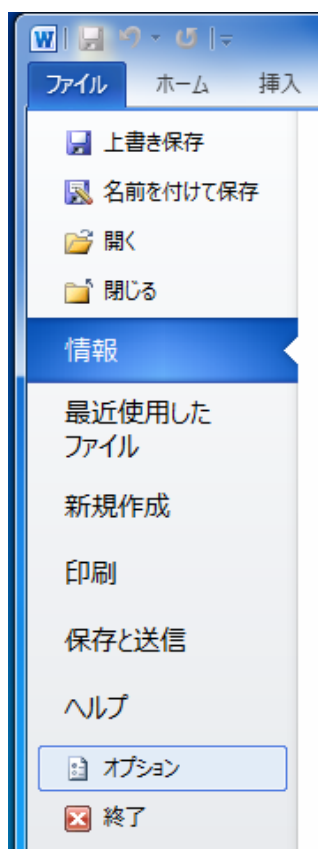 W
ファイル ホーム 挿入
上書き保存
名前を付けて保存
開く
閉じる
情報
最近使用した
ファイル
新規作成
印刷
保存と送信
ヘルプ
オプション
終了